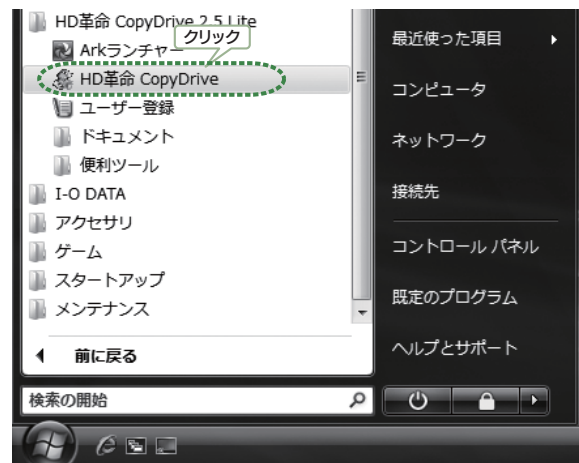 HD革命 CopyDrive 2.5 Lite
クリック
Arkランチャー
HD革命 CopyDrive
ユーザー登録
ドキュメント
便利ツール
I-O DATA
アクセサリ
ゲーム
スタートアップ
メンテナンス
前に戻る
検索の開始
最近使った項目
コンピュータ
ネットワーク
接続先
コントロール パネル
既定のプログラム
ヘルプとサポート